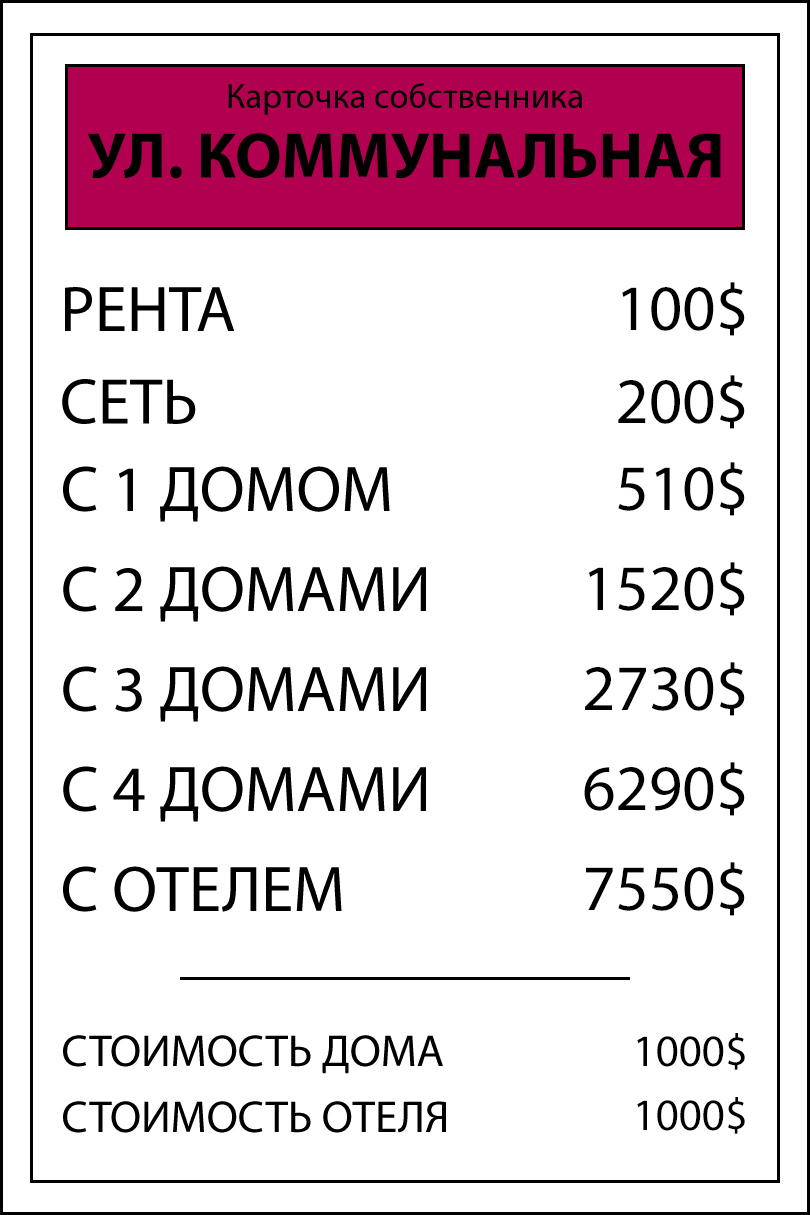 Карточка собственника
УЛ. КОММУНАЛЬНАЯ
РЕНТА 100$
СЕТЬ 200$
С 1 ДОМОМ 510$
С 2 ДОМАМИ 1520$
С 3 ДОМАМИ 2730$
С 4 ДОМАМИ 6290$
С ОТЕЛЕМ 7550$
СТОИМОСТЬ ДОМА 1000$
СТОИМОСТЬ ОТЕЛЯ 1000$